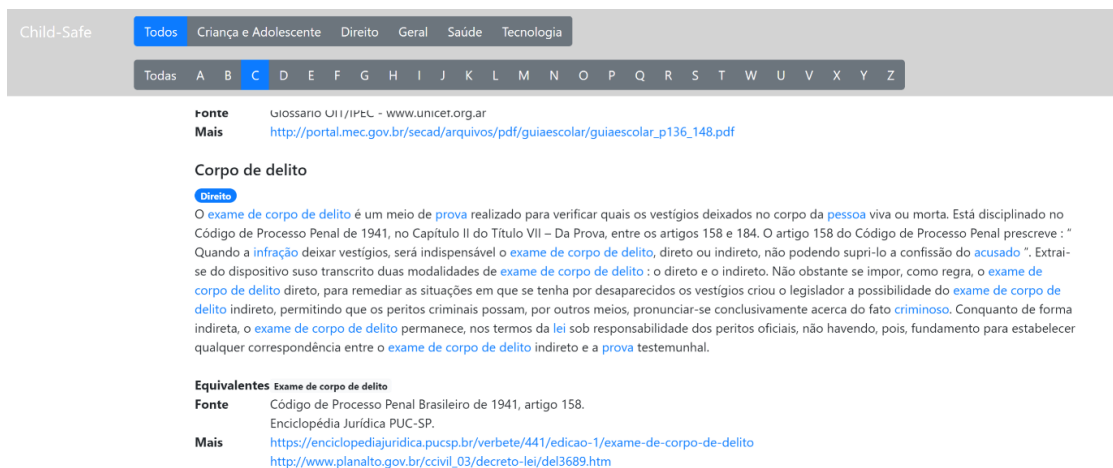 Child-Safe
Todos Criança e Adolescente Direito Geral Saúde Tecnologia
Todas A B C D E F G H I J K L M N O P Q R S T W U V X Y Z
Fonte Glossário OIT/IPEC - www.unicef.org.ar
Mais http://portal.mec.gov.br/secad/arquivos/pdf/guiaescolar/guiaescolar_p136_148.pdf
Corpo de delito
Direito
O exame de corpo de delito é um meio de prova realizado para verificar quais os vestígios deixados no corpo da pessoa viva ou morta. Está disciplinado no
Código de Processo Penal de 1941, no Capítulo II do Título VII – Da Prova, entre os artigos 158 e 184. O artigo 158 do Código de Processo Penal prescreve : “
Quando a infração deixar vestígios, será indispensável o exame de corpo de delito, direto ou indireto, não podendo supri-lo a confissão do acusado ”. Extrai-
se do dispositivo suso transcrito duas modalidades de exame de corpo de delito : o direto e o indireto. Não obstante se impor, como regra, o exame de
corpo de delito direto, para remediar as situações em que se tenha por desaparecidos os vestígios criou o legislador a possibilidade do exame de corpo de
delito indireto, permitindo que os peritos criminais possam, por outros meios, pronunciar-se conclusivamente acerca do fato criminoso. Conquanto de forma
indireta, o exame de corpo de delito permanece, nos termos da lei sob responsabilidade dos peritos oficiais, não havendo, pois, fundamento para estabelecer
qualquer correspondência entre o exame de corpo de delito indireto e a prova testemunhal.
Equivalentes Exame de corpo de delito
Fonte Código de Processo Penal Brasileiro de 1941, artigo 158.
Enciclopédia Jurídica PUC-SP.
Mais https://enciclopediajuridica.pucsp.br/verbete/441/edicao-1/exame-de-corpo-de-delito
http://www.planalto.gov.br/ccivil_03/decreto-lei/del3689.htm